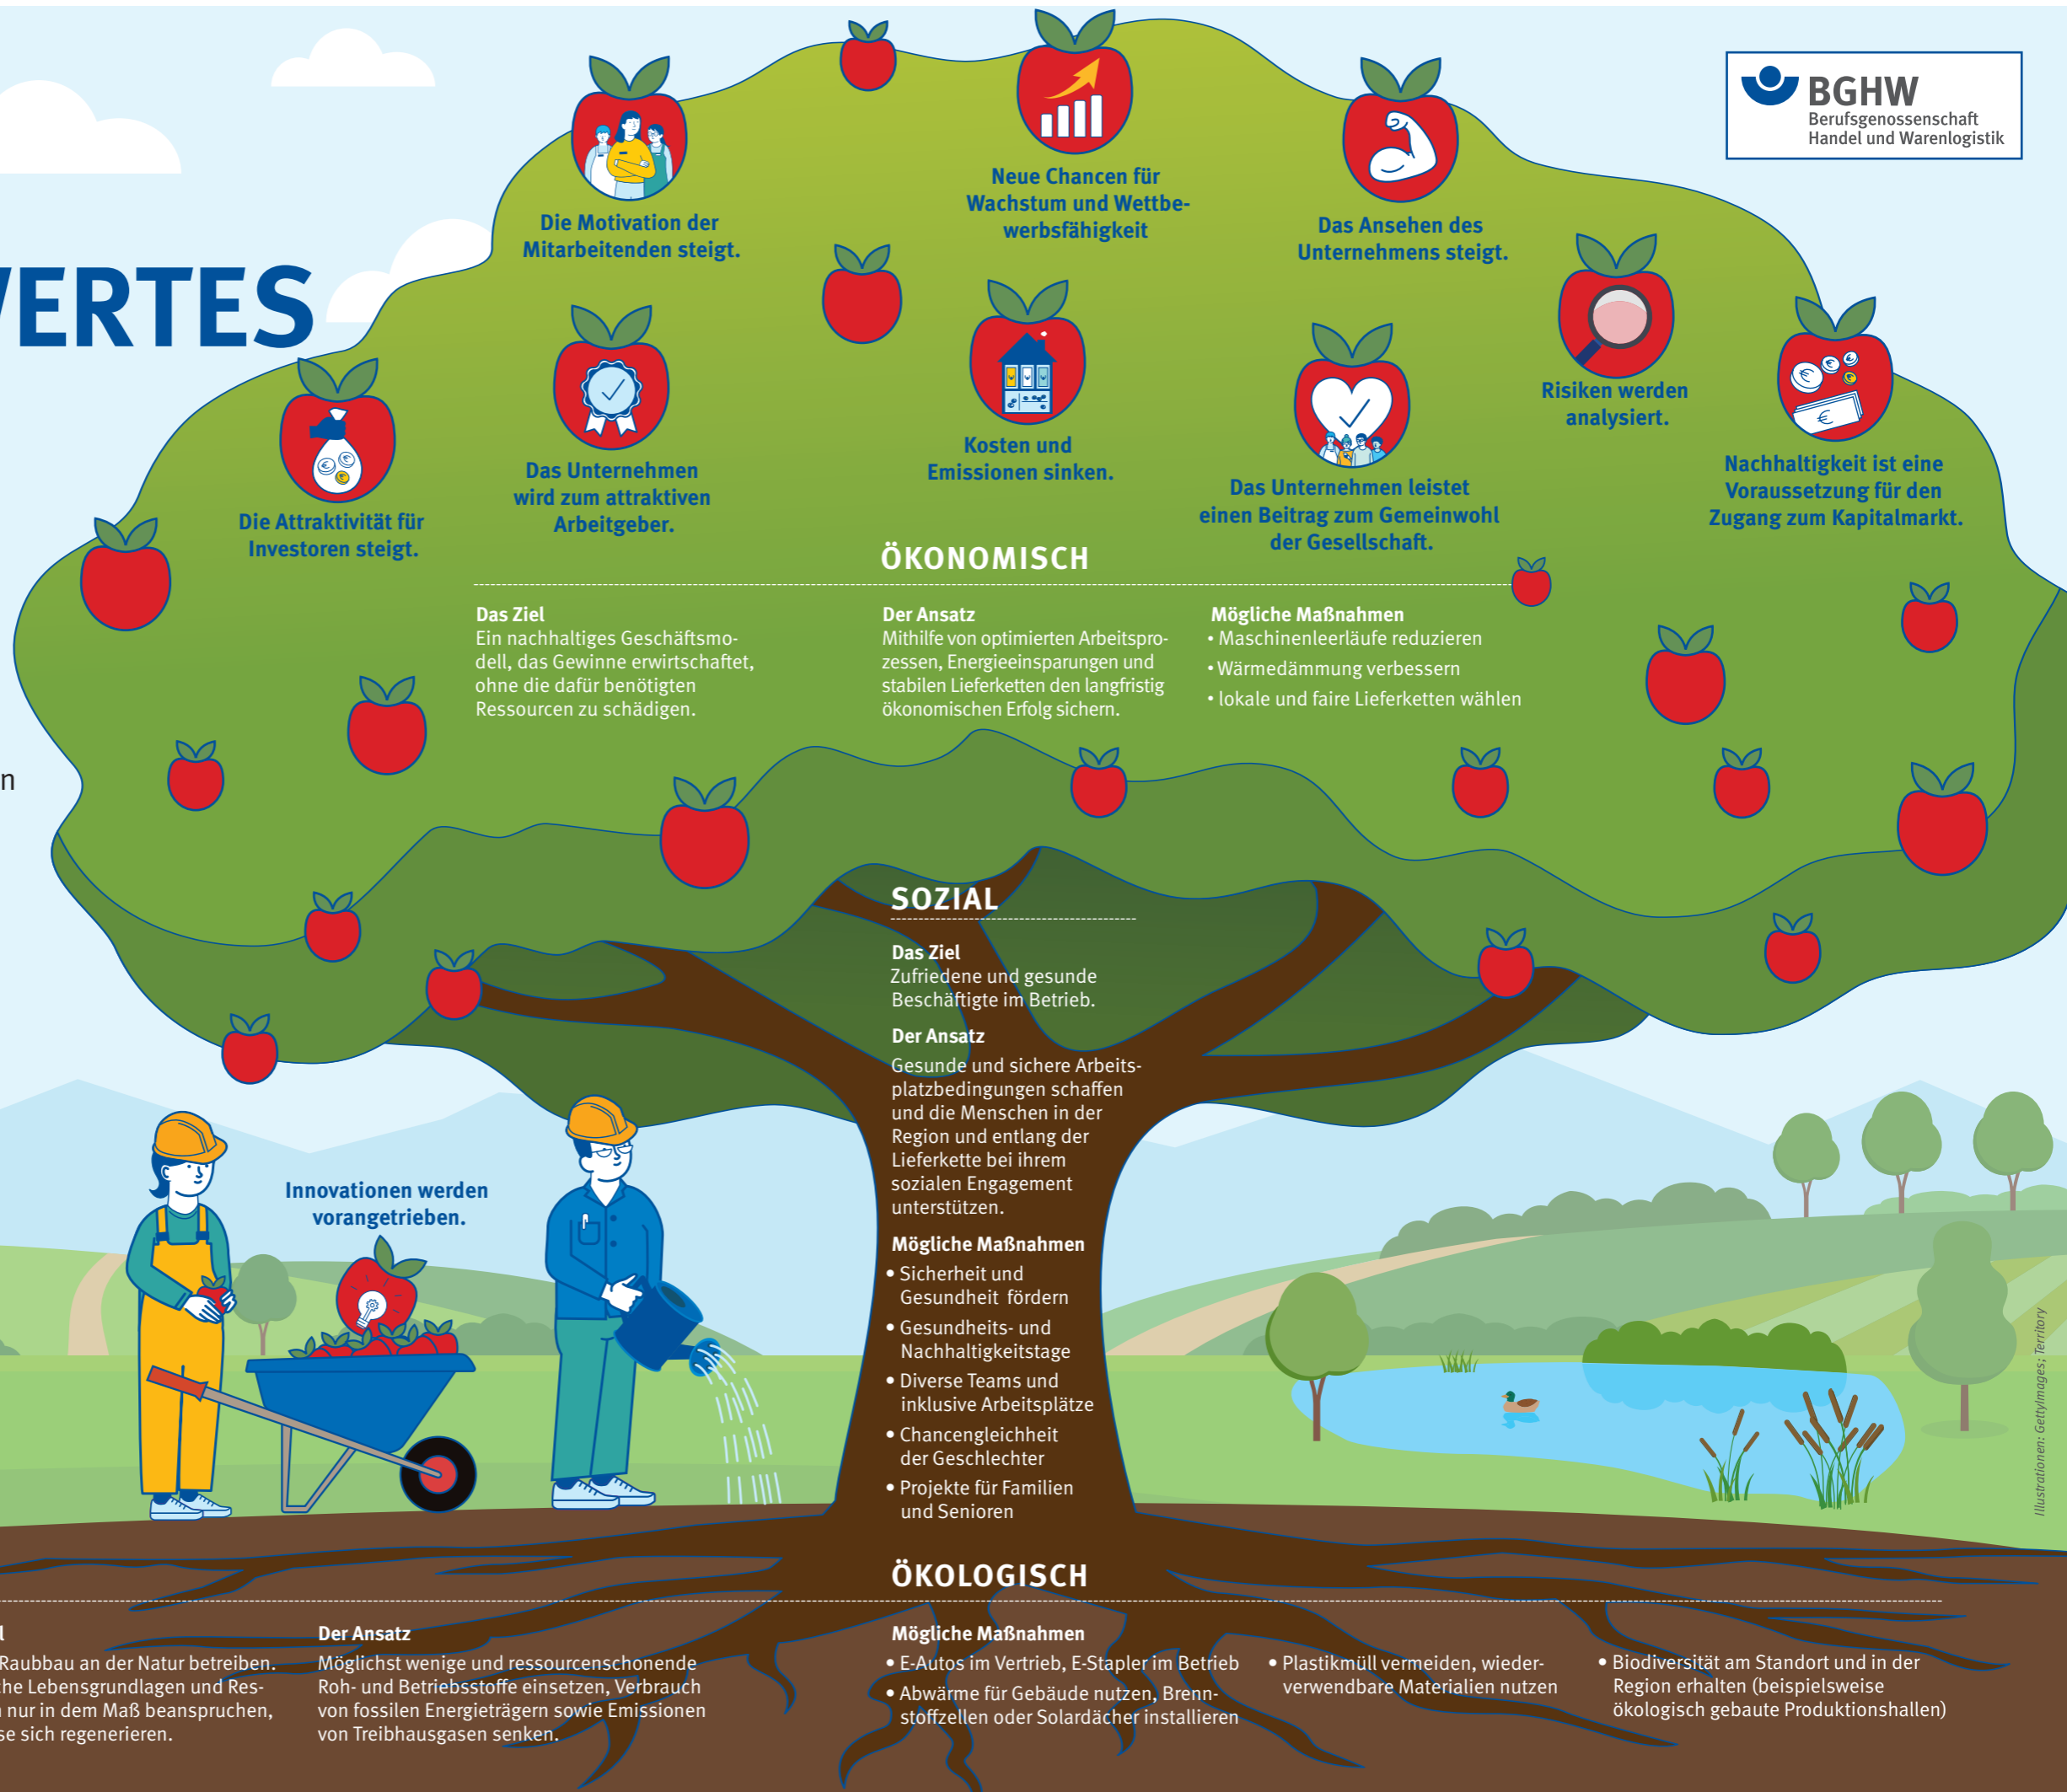 BGHW
Berufsgenossenschaft
Handel und Warenlogistik
WERTES
Die Motivation der
Mitarbeitenden steigt.
Neue Chancen für
Wachstum und Wettbe-
werbsfähigkeit
Das Ansehen des
Unternehmens steigt.
Die Attraktivität für
Investoren steigt.
Das Unternehmen
wird zum attraktiven
Arbeitgeber.
Kosten und
Emissionen sinken.
Das Unternehmen leistet
einen Beitrag zum Gemeinwohl
der Gesellschaft.
Risiken werden
analysiert.
Nachhaltigkeit ist eine
Voraussetzung für den
Zugang zum Kapitalmarkt.
ÖKONOMISCH
Das Ziel
Ein nachhaltiges Geschäftsmo-
dell, das Gewinne erwirtschaftet,
ohne die dafür benötigten
Ressourcen zu schädigen.
Der Ansatz
Mithilfe von optimierten Arbeitspro-
zessen, Energieeinsparungen und
stabilen Lieferketten den langfristig
ökonomischen Erfolg sichern.
Mögliche Maßnahmen
• Maschinenleerläufe reduzieren
• Wärmedämmung verbessern
• lokale und faire Lieferketten wählen
n
SOZIAL
Das Ziel
Zufriedene und gesunde
Beschäftigte im Betrieb.
Der Ansatz
Gesunde und sichere Arbeits-
platzbedingungen schaffen
und die Menschen in der
Region und entlang der
Lieferkette bei ihrem
sozialen Engagement
unterstützen.
Mögliche Maßnahmen
• Sicherheit und
Gesundheit fördern
• Gesundheits- und
Nachhaltigkeitstage
• Diverse Teams und
inklusive Arbeitsplätze
• Chancengleichheit
der Geschlechter
• Projekte für Familien
und Senioren
Innovationen werden
vorangetrieben.
Illustrationen: GettyImages; Territory
ÖKOLOGISCH
l
Raubbau an der Natur betreiben.
che Lebensgrundlagen und Res-
nur in dem Maß beanspruchen,
se sich regenerieren.
Der Ansatz
Möglichst wenige und ressourcenschonende
Roh- und Betriebsstoffe einsetzen, Verbrauch
von fossilen Energieträgern sowie Emissionen
von Treibhausgasen senken.
Mögliche Maßnahmen
• E-Autos im Vertrieb, E-Stapler im Betrieb
• Abwärme für Gebäude nutzen, Brenn-
stoffzellen oder Solardächer installieren
• Plastikmüll vermeiden, wieder-
verwendbare Materialien nutzen
• Biodiversität am Standort und in der
Region erhalten (beispielsweise
ökologisch gebaute Produktionshallen)